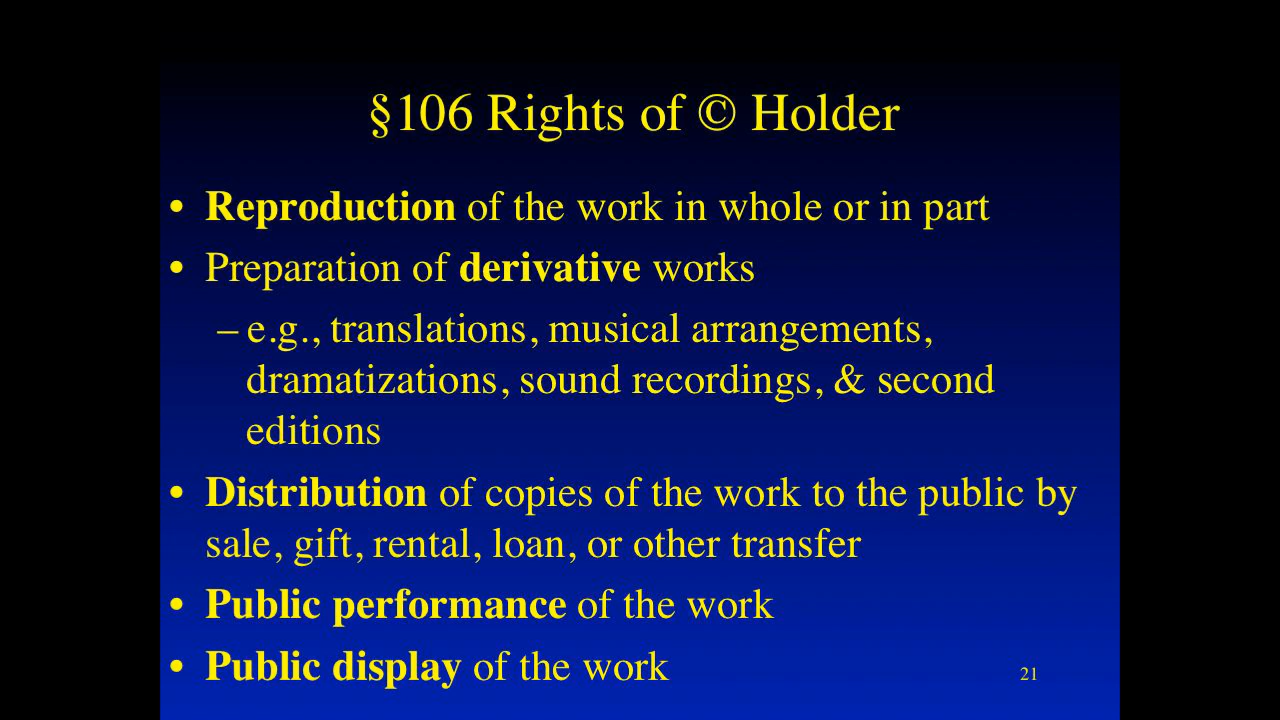 §106 Rights of © Holder
• Reproduction of the work in whole or in part
• Preparation of derivative works
– e.g., translations, musical arrangements,
dramatizations, sound recordings, & second
editions
• Distribution of copies of the work to the public by
sale, gift, rental, loan, or other transfer
• Public performance of the work
• Public display of the work
21